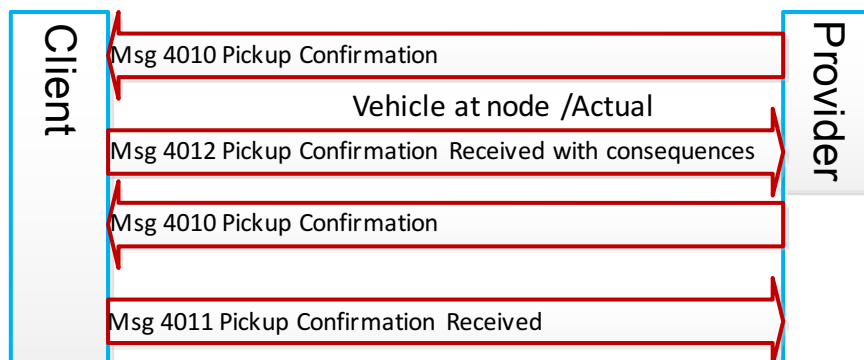 Client
Provider
Msg 4010 Pickup Confirmation
Vehicle at node /Actual
Msg 4012 Pickup Confirmation Received with consequences
Msg 4010 Pickup Confirmation
Msg 4011 Pickup Confirmation Received